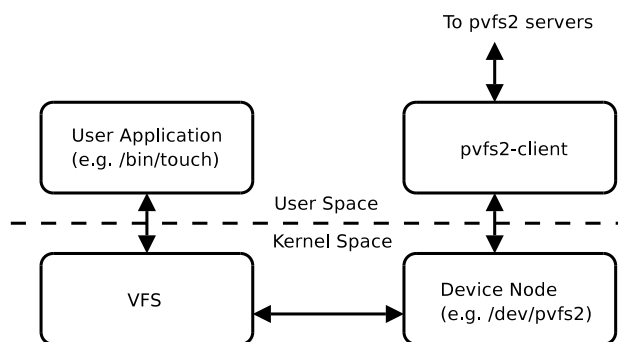 To pvfs2 servers
User Application
(e.g. /bin/touch)
pvfs2-client
User Space
Kernel Space
VFS
Device Node
(e.g. /dev/pvfs2)